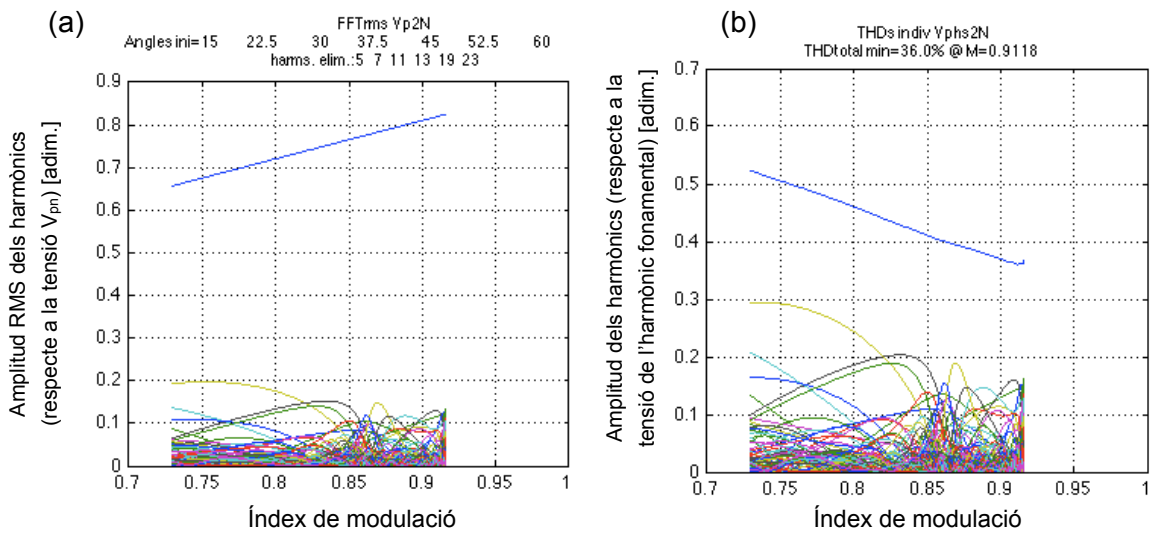 (a)
FFTrms Vp2N
Angles ini=15 22.5 30 37.5 45 52.5 60
harms. elim.:5 7 11 13 19 23
Amplitud RMS dels harmònics
(respecte a la tensió Vpn) [adim.]
0.9
0.8
0.7
0.6
0.5
0.4
0.3
0.2
0.1
0
0.7 0.75 0.8 0.85 0.9 0.95 1
Índex de modulació
(b)
THDs indiv Vphs2N
THDtotal min=36.0% @ M=0.9118
Amplitud dels harmònics (respecte a la
tensió de l'harmònic fonamental) [adim.]
0.7
0.6
0.5
0.4
0.3
0.2
0.1
0
0.7 0.75 0.8 0.85 0.9 0.95 1
Índex de modulació